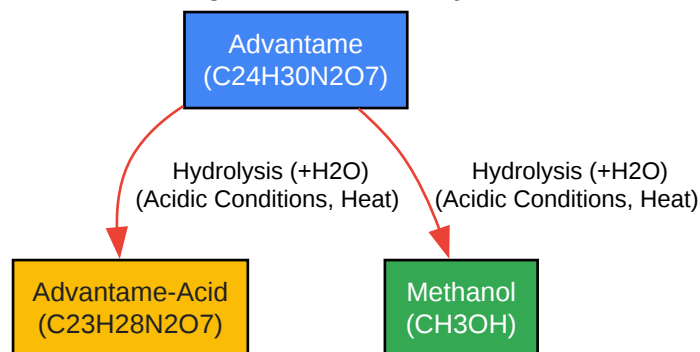 Advantame
(C24H30N2O7)
Hydrolysis (+H2O)
(Acidic Conditions, Heat)
Hydrolysis (+H2O)
(Acidic Conditions, Heat)
Advantame-Acid
(C23H28N2O7)
Methanol
(CH3OH)